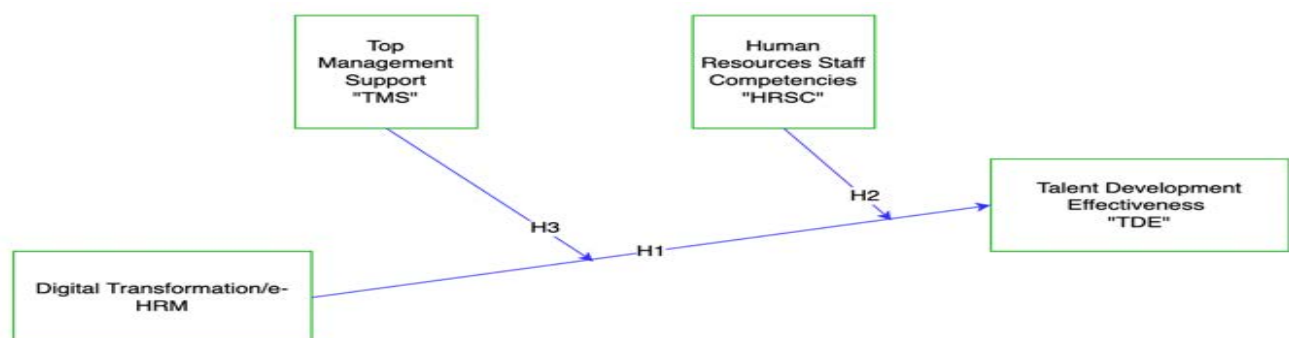 Top
Management
Support
"TMS"
Human
Resources Staff
Competencies
"HRSC"
Talent Development
Effectiveness
"TDE"
H2
H3
H1
Digital Transformation/e-
HRM